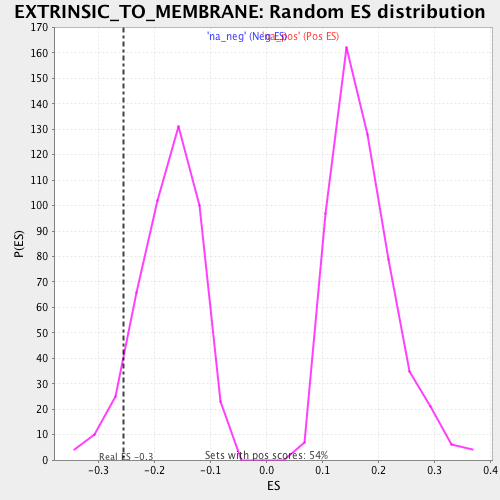 EXTRINSIC_TO_MEMBRANE: Random ES distribution
'na_neg' (Neg ES)
'na_pos' (Pos ES)
170
160
150
140
130
120
110
100
90
80
70
60
50
40
30
20
10
0
P(ES)
Real ES -0.3
Sets with pos scores: 54%
-0.3 -0.2 -0.1 0.0 0.1 0.2 0.3 0.4
ES